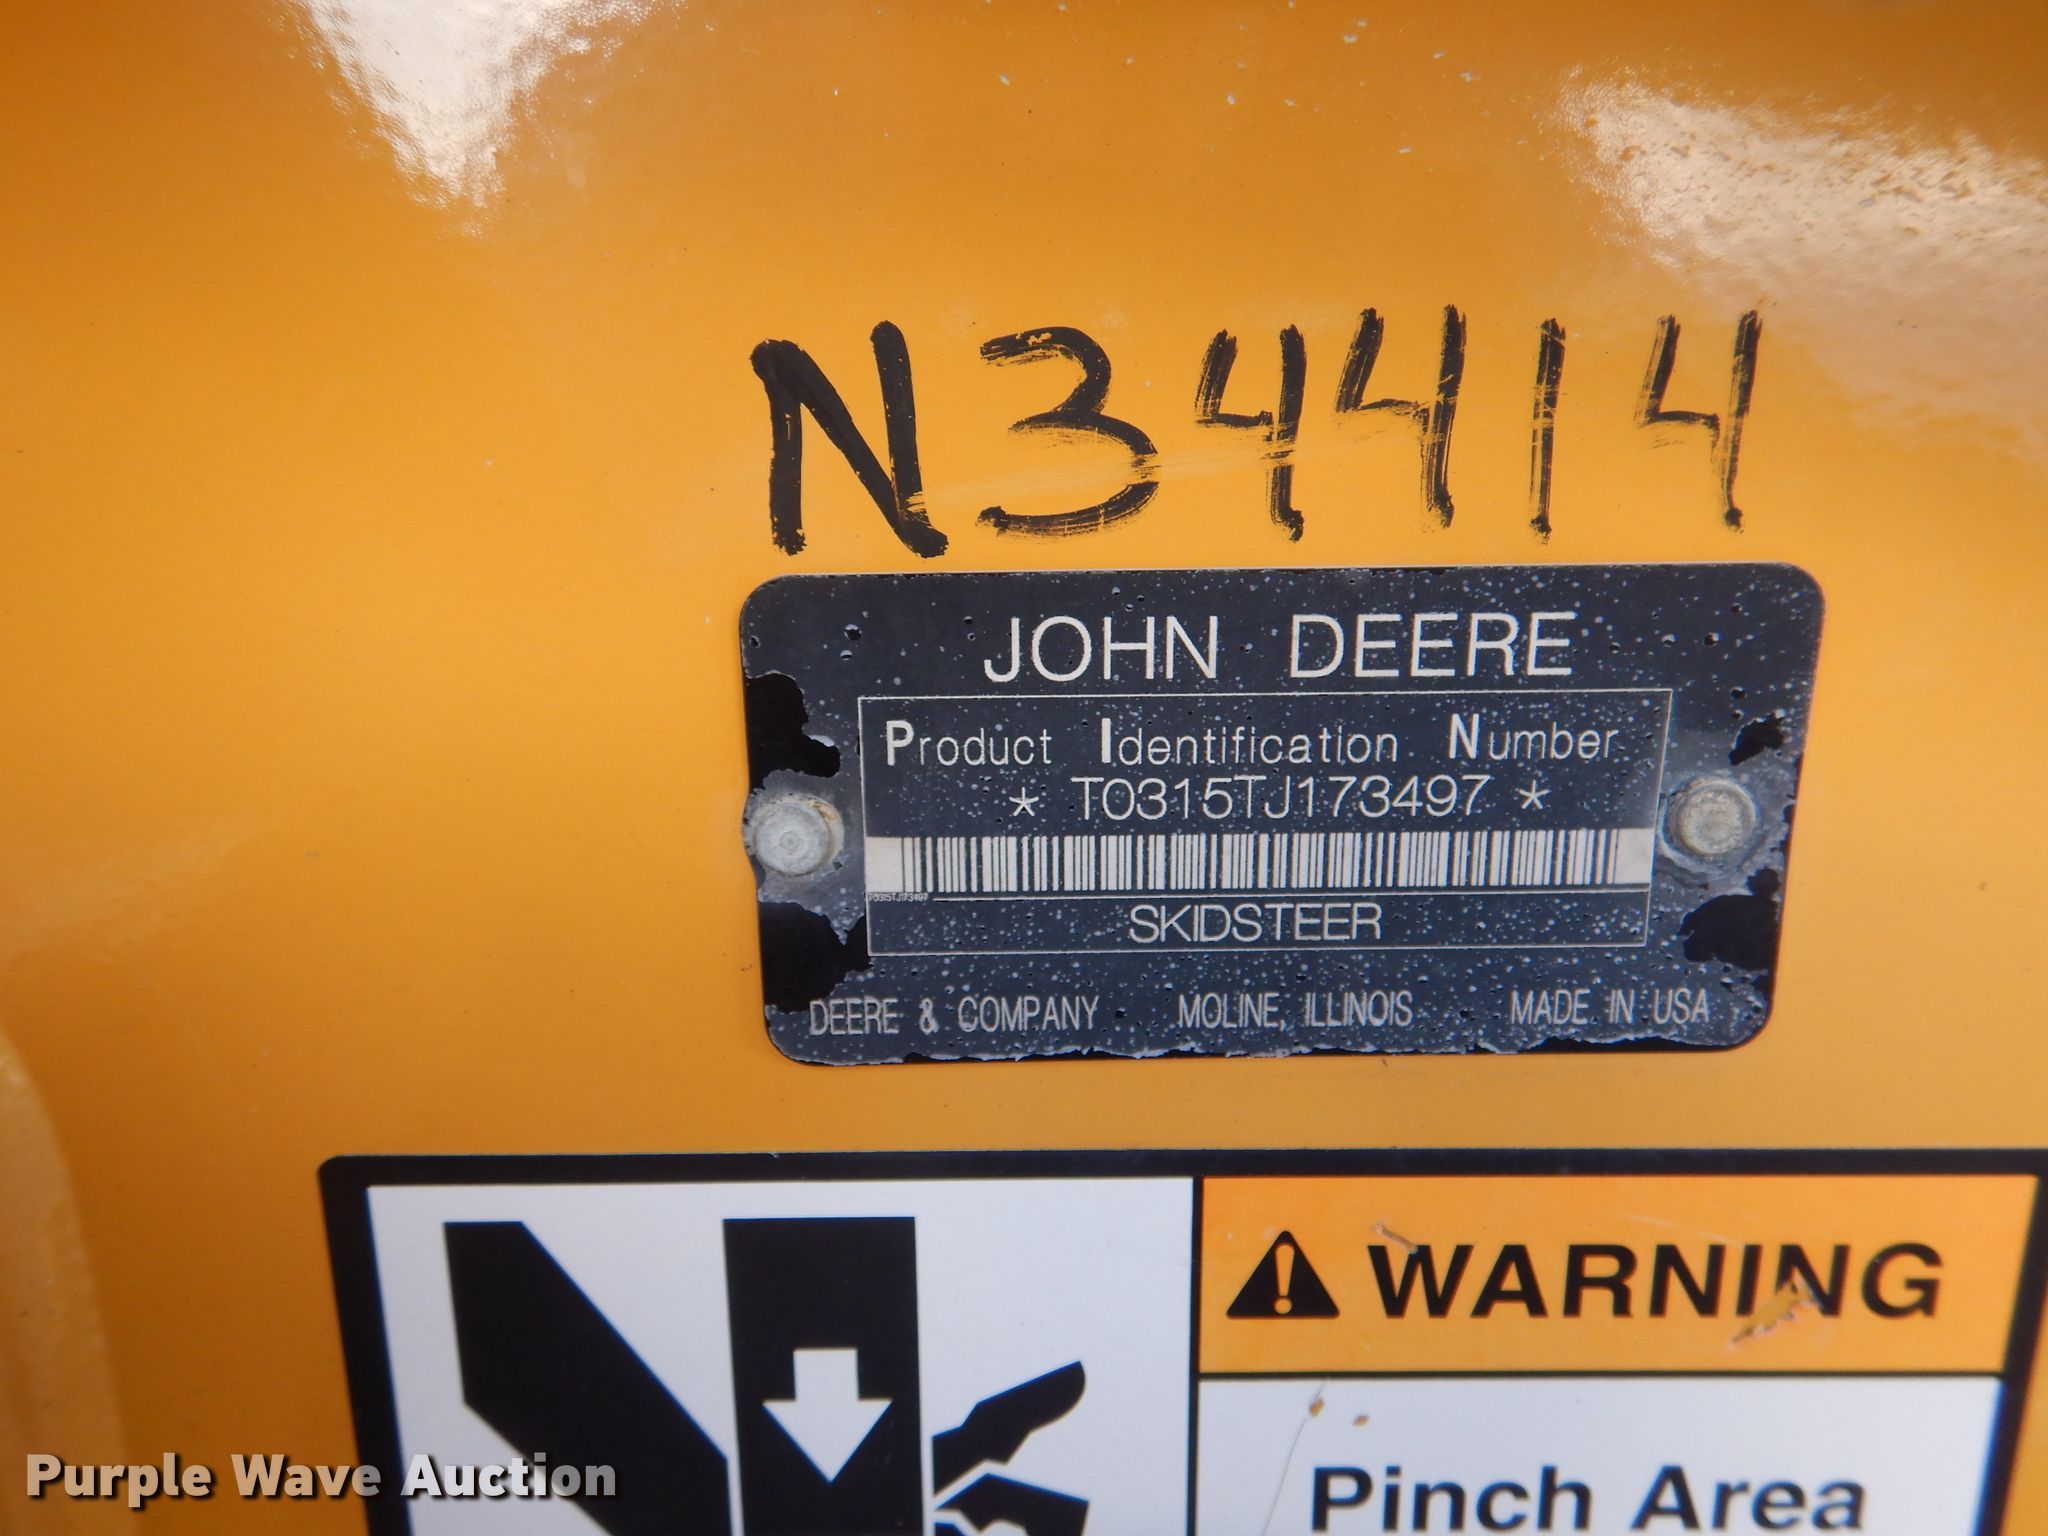 N34414
JOHN DEERE
Product Identification Number
* T0315TJ173497 *
T0315TJ173497
SKIDSTEER
DEERE & COMPANY MOLINE, ILLINOIS MADE IN USA
WARNING
Pinch Area
Purple Wave Auction